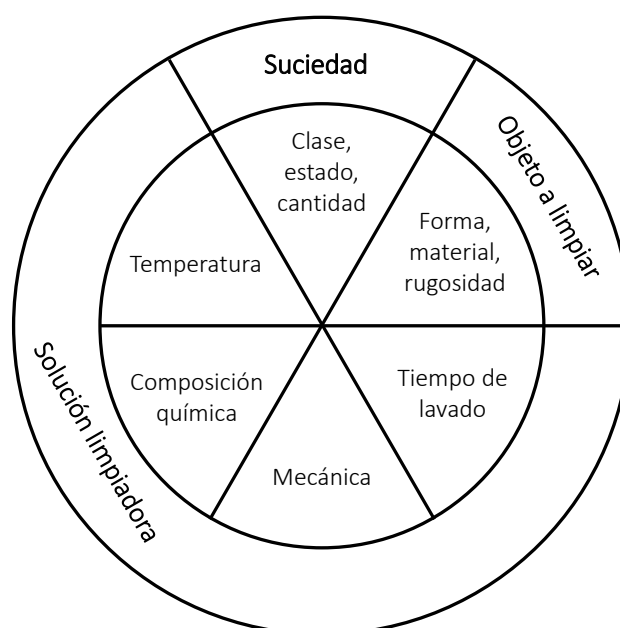 Suciedad
Objeto a limpiar
Clase,
estado,
cantidad
Forma,
material,
rugosidad
Temperatura
Composición
química
Tiempo de
lavado
Mecánica
Solución limpiadora